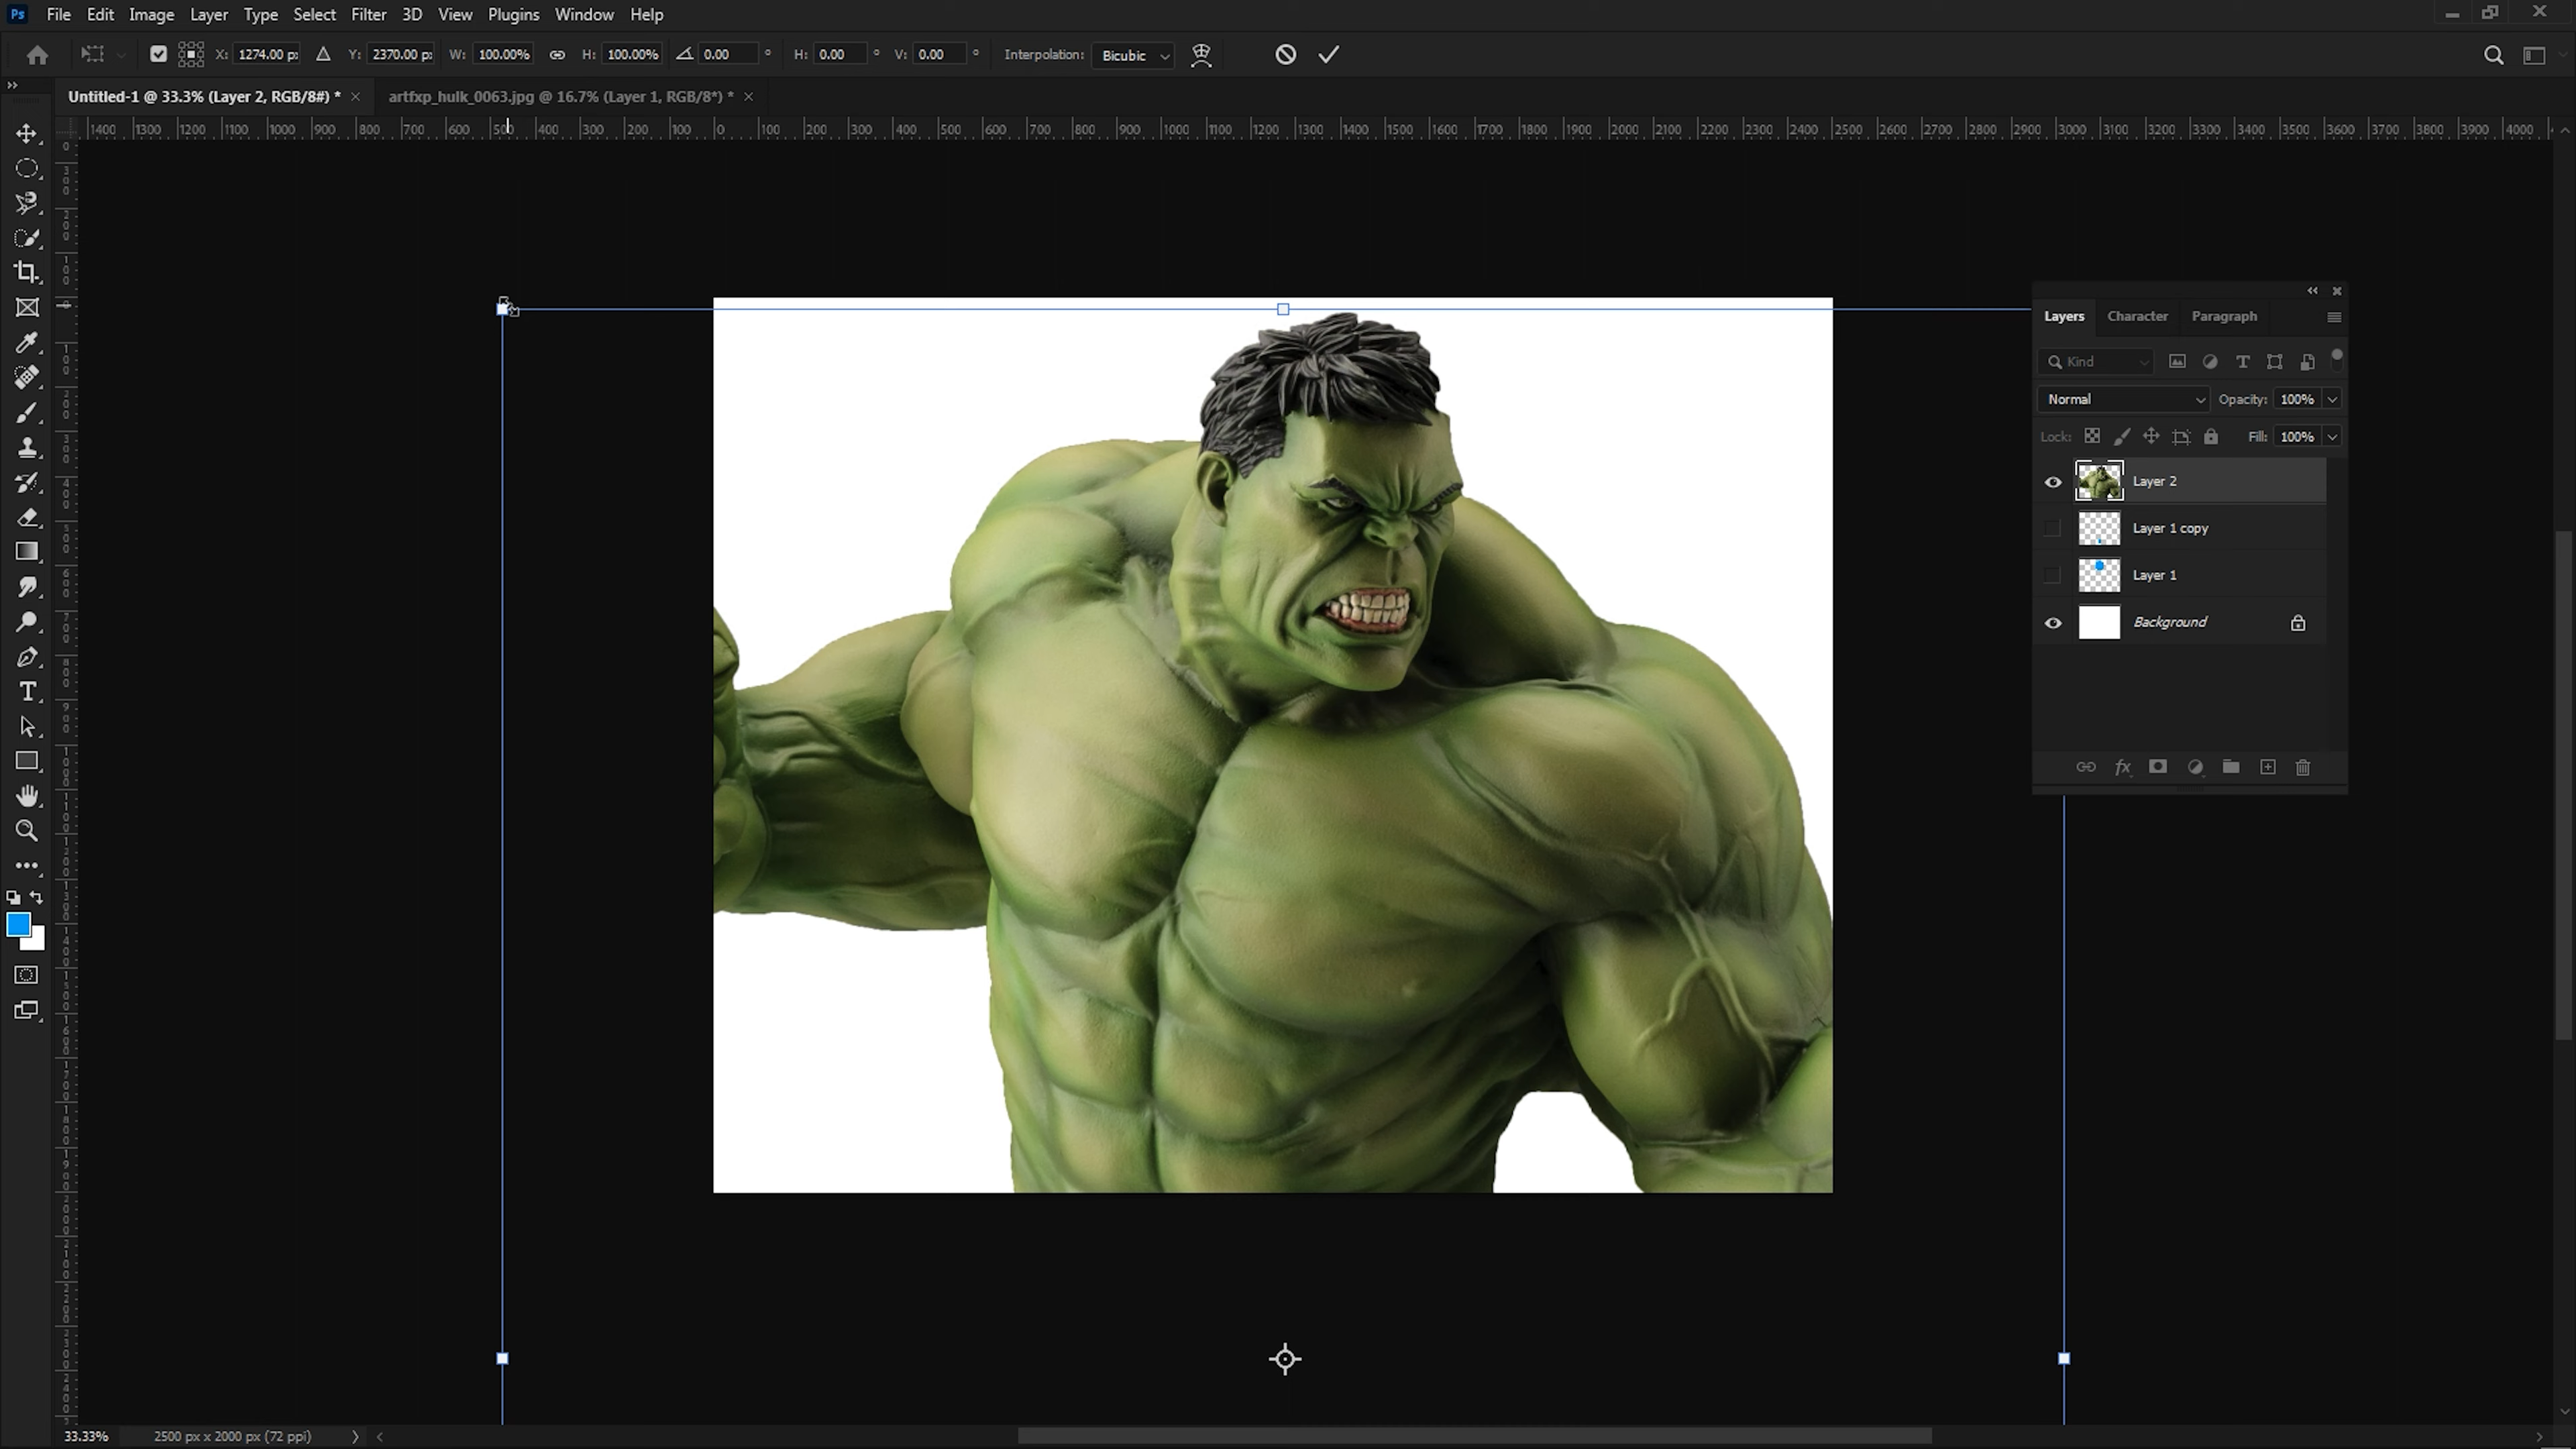 Ps File Edit Image Layer Type Select Filter 3D View Plugins Window Help
X: 1274.00 p: Y: 2370.00 p: W: 100.00% H: 100.00% 0.00 ° H: 0.00 ° V: 0.00 ° Interpolation: Bicubic
Untitled-1 @ 33.3% (Layer 2, RGB/8#) * × artfxp_hulk_0063.jpg @ 16.7% (Layer 1, RGB/8*) * ×
1400 1300 1200 1100 1000 900 800 700 600 500 400 300 200 100 0 100 200 300 400 500 600 700 800 900 1000 1100 1200 1300 1400 1500 1600 1700 1800 1900 2000 2100 2200 2300 2400 2500 2600 2700 2800 2900 3000 3100 3200 3300 3400 3500 3600 3700 3800 3900 4000
Layers Character Paragraph
Kind
Normal Opacity: 100%
Lock: Fill: 100%
Layer 2
Layer 1 copy
Layer 1
Background
fx
33.33% 2500 px x 2000 px (72 ppi)